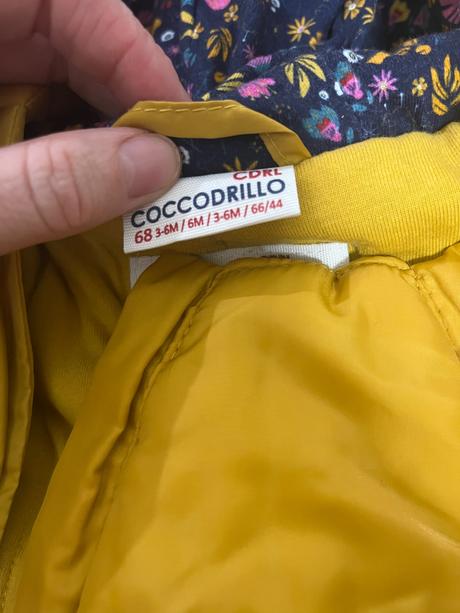 CDRL
COCCODRILLO
68 3-6M / 6M / 3-6M / 66/44